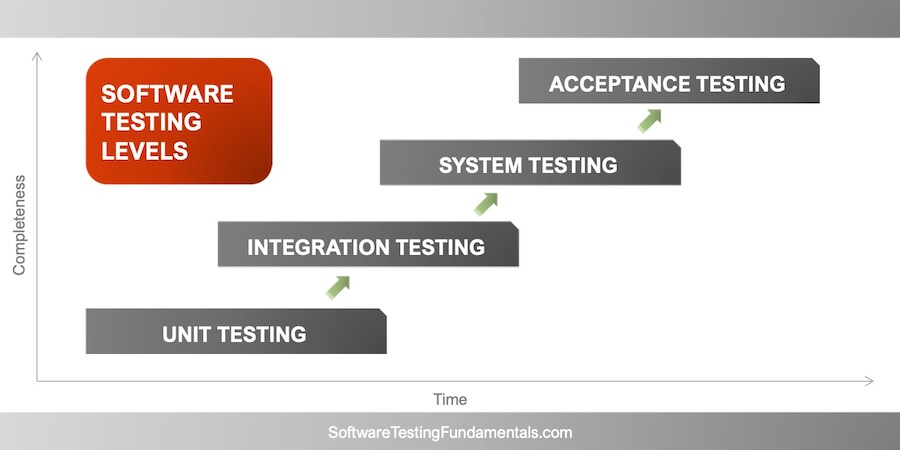 SOFTWARE
TESTING
LEVELS
ACCEPTANCE TESTING
SYSTEM TESTING
INTEGRATION TESTING
UNIT TESTING
Completeness
Time
SoftwareTestingFundamentals.com